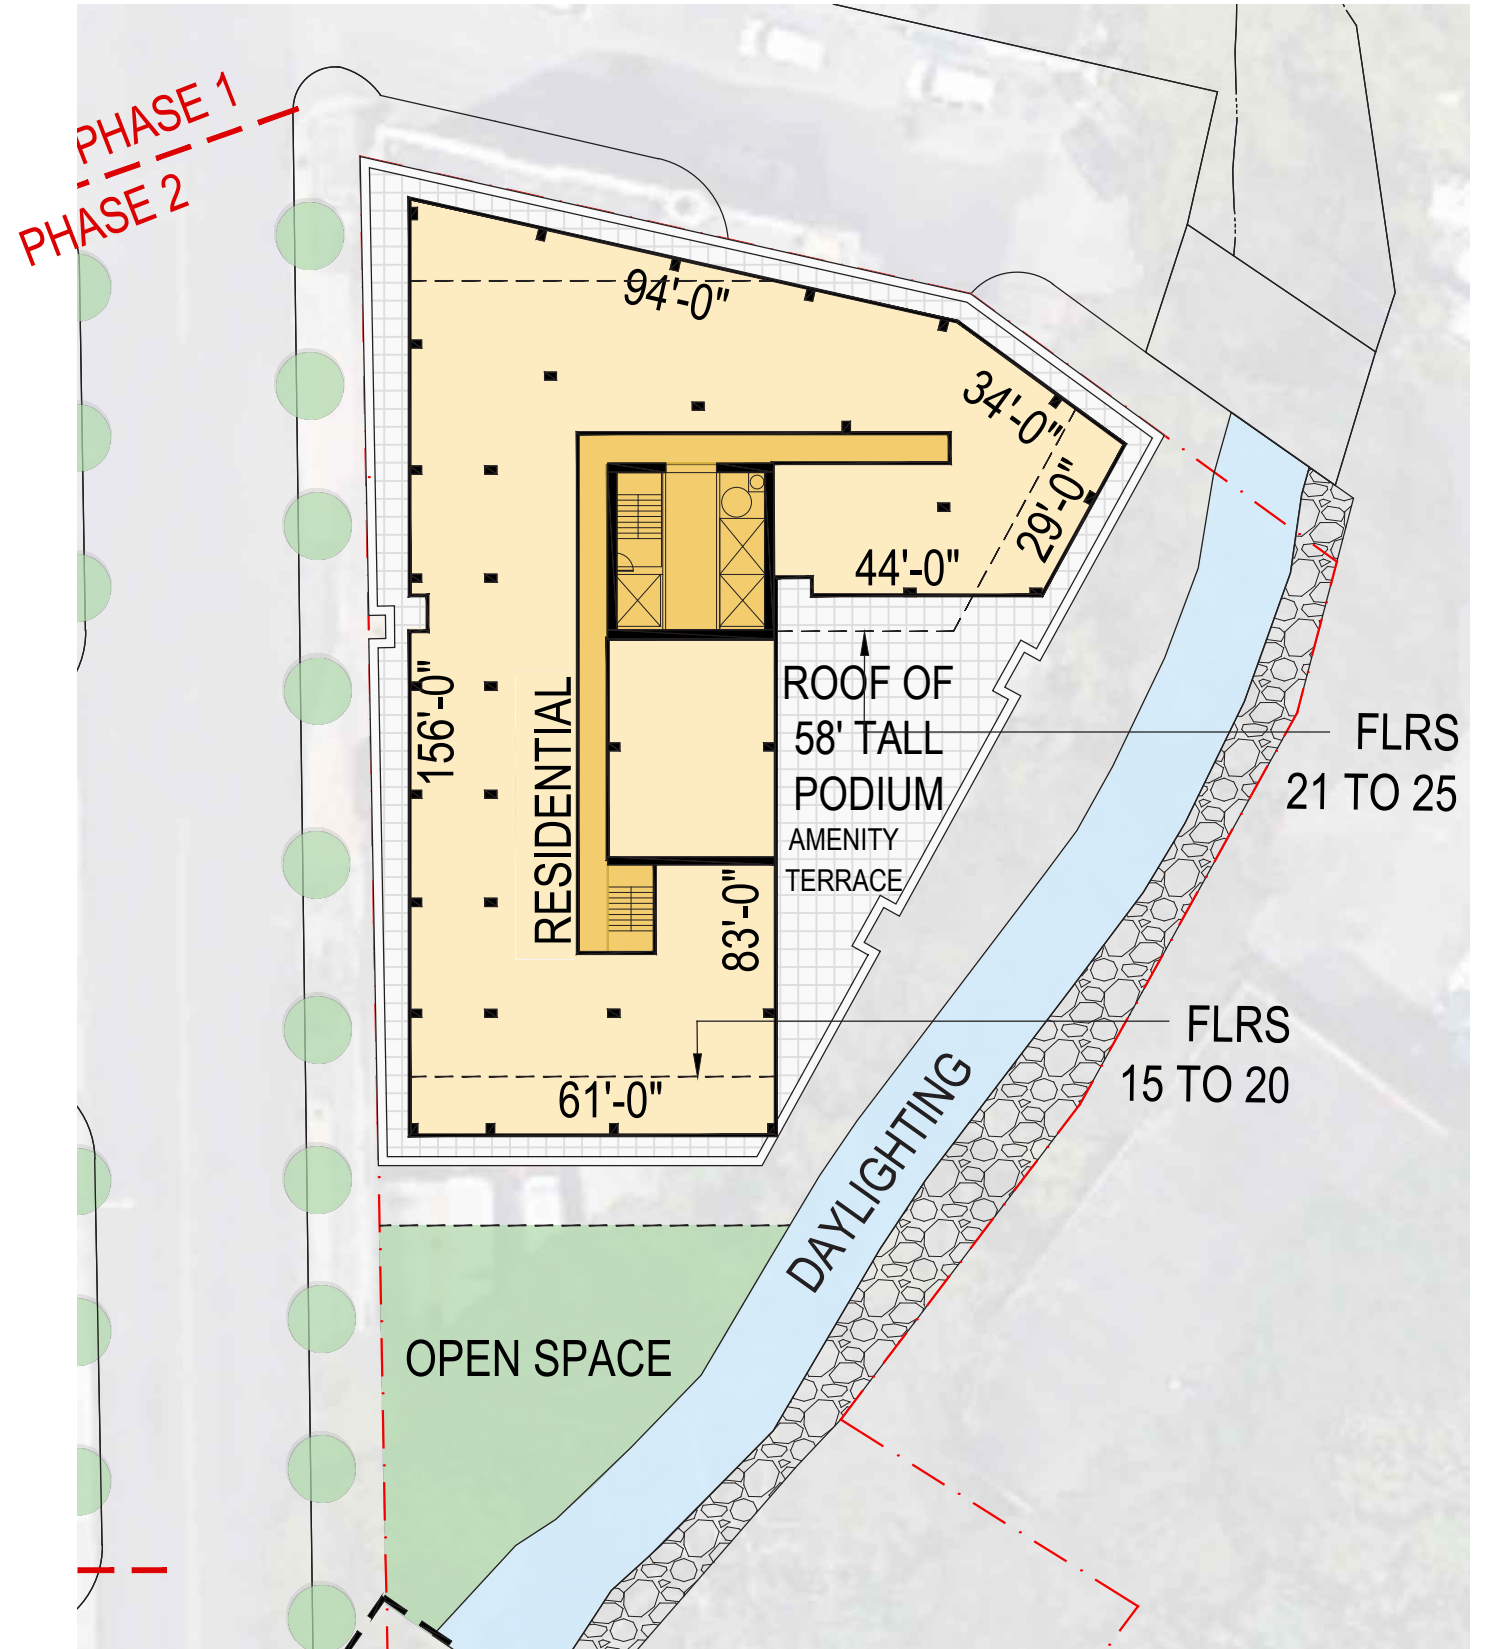 PHASE 1
PHASE 2
94'-0"
34'-0"
29'-0"
44'-0"
156'-0"
RESIDENTIAL
ROOF OF
58' TALL
PODIUM
AMENITY
TERRACE
FLRS
21 TO 25
83'-0"
FLRS
15 TO 20
61'-0"
DAYLIGHTING
OPEN SPACE